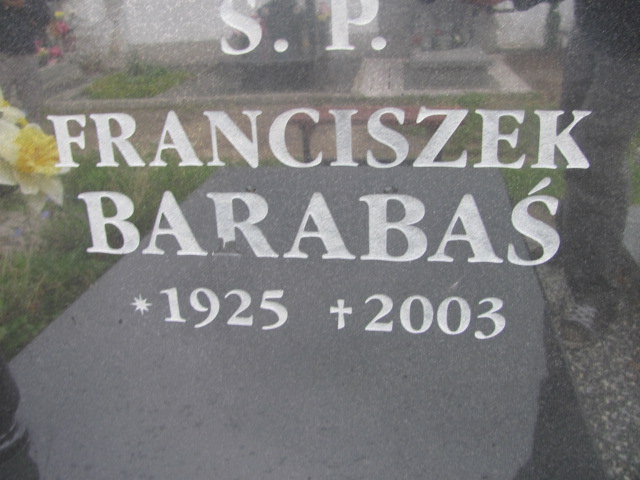 Ś. P.
FRANCISZEK
BARABAŚ
* 1925 † 2003